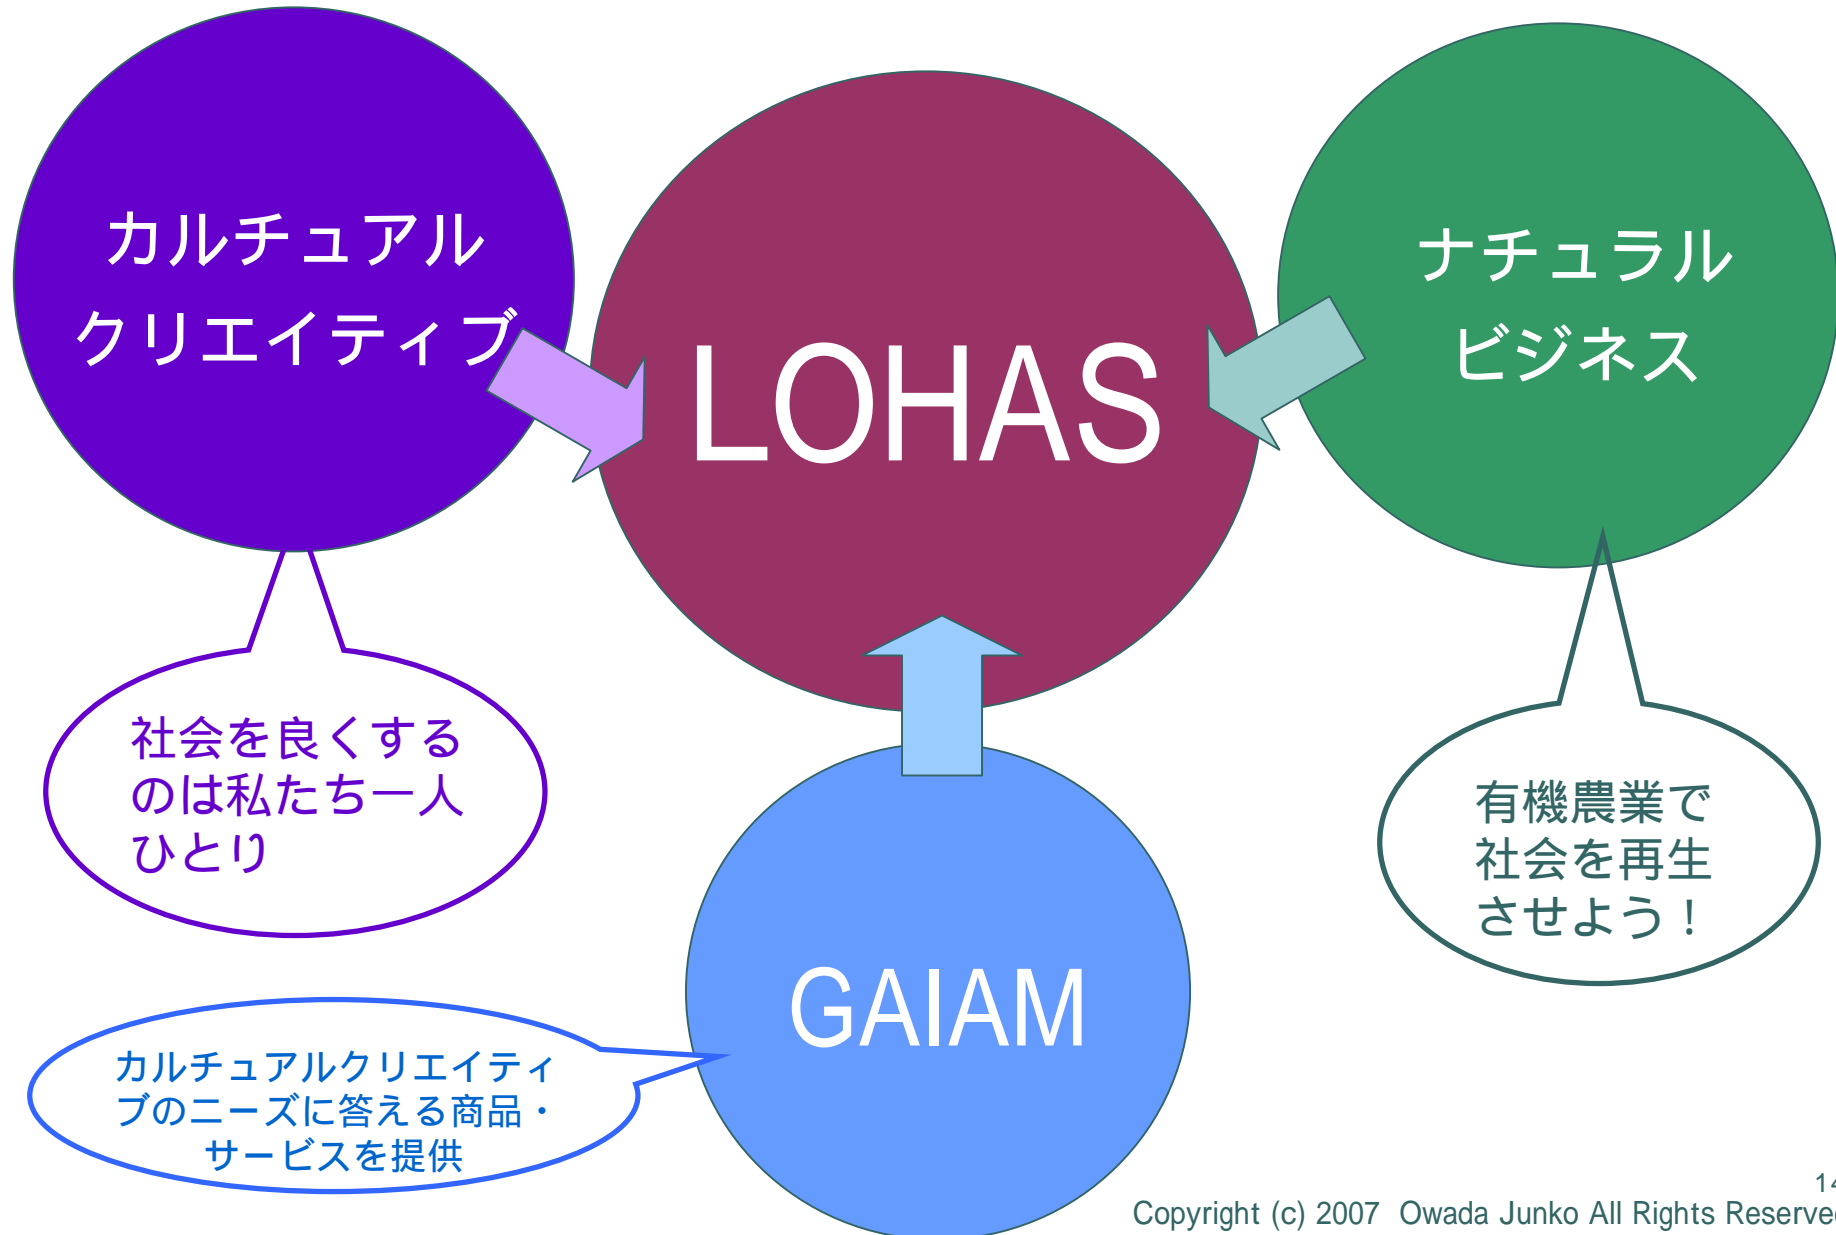 カルチュアル
クリエイティブ
LOHAS
ナチュラル
ビジネス
社会を良くする
のは私たち一人
ひとり
有機農業で
社会を再生
させよう！
GAIAM
カルチュアルクリエイティ
ブのニーズに答える商品・
サービスを提供
14
Copyright (c) 2007 Owada Junko All Rights Reserved